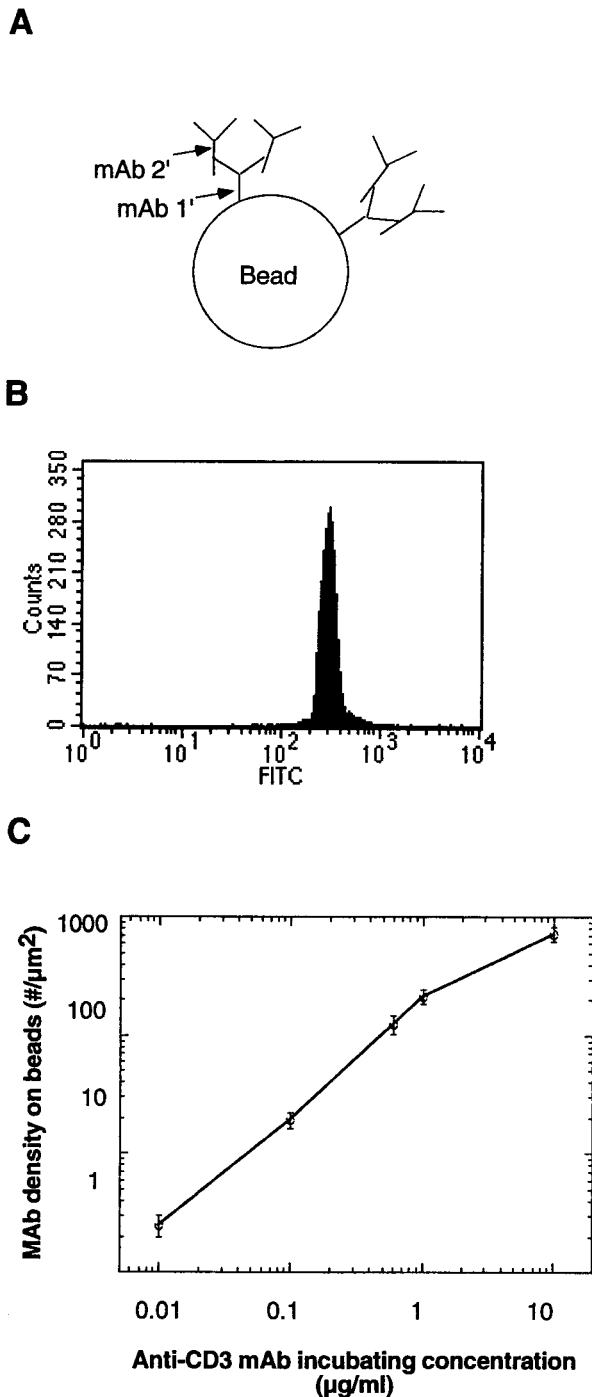 A
mAb 2'
mAb 1'
Bead
B
350
280
210
140
70
0
Counts
10^0 10^1 10^2 10^3 10^4
FITC
C
1000
100
10
1
MAb density on beads (#/µm²)
0.01 0.1 1 10
Anti-CD3 mAb incubating concentration
(µg/ml)